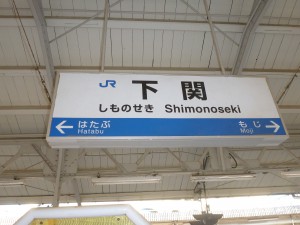 JR 下関
しものせき Shimonoseki
← はたぶ もじ →
Hatabu Moji